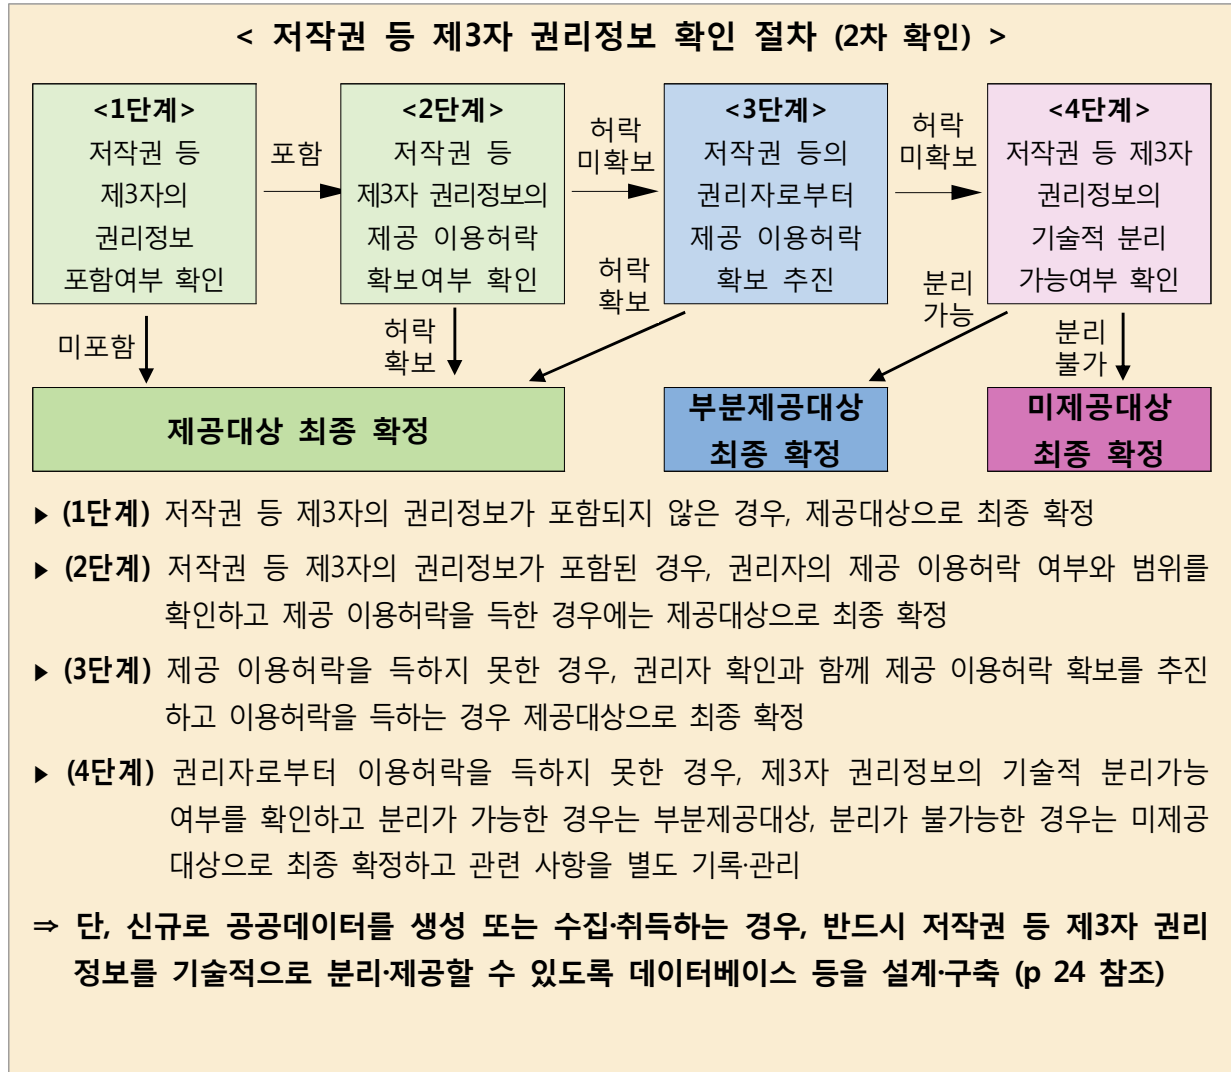 < 저작권 등 제3자 권리정보 확인 절차 (2차 확인) >
<1단계>
저작권 등
제3자의
권리정보
포함여부 확인
포함
<2단계>
저작권 등
제3자 권리정보의
제공 이용허락
확보여부 확인
허락
미확보
<3단계>
저작권 등의
권리자로부터
제공 이용허락
확보 추진
허락
미확보
<4단계>
저작권 등 제3자
권리정보의
기술적 분리
가능여부 확인
미포함
허락
확보
허락
확보
분리
가능
분리
불가
제공대상 최종 확정
부분제공대상
최종 확정
미제공대상
최종 확정
▶ (1단계) 저작권 등 제3자의 권리정보가 포함되지 않은 경우, 제공대상으로 최종 확정
▶ (2단계) 저작권 등 제3자의 권리정보가 포함된 경우, 권리자의 제공 이용허락 여부와 범위를
확인하고 제공 이용허락을 득한 경우에는 제공대상으로 최종 확정
▶ (3단계) 제공 이용허락을 득하지 못한 경우, 권리자 확인과 함께 제공 이용허락 확보를 추진
하고 이용허락을 득하는 경우 제공대상으로 최종 확정
▶ (4단계) 권리자로부터 이용허락을 득하지 못한 경우, 제3자 권리정보의 기술적 분리가능
여부를 확인하고 분리가 가능한 경우는 부분제공대상, 분리가 불가능한 경우는 미제공
대상으로 최종 확정하고 관련 사항을 별도 기록·관리
⇒ 단, 신규로 공공데이터를 생성 또는 수집·취득하는 경우, 반드시 저작권 등 제3자 권리
정보를 기술적으로 분리·제공할 수 있도록 데이터베이스 등을 설계·구축 (p 24 참조)